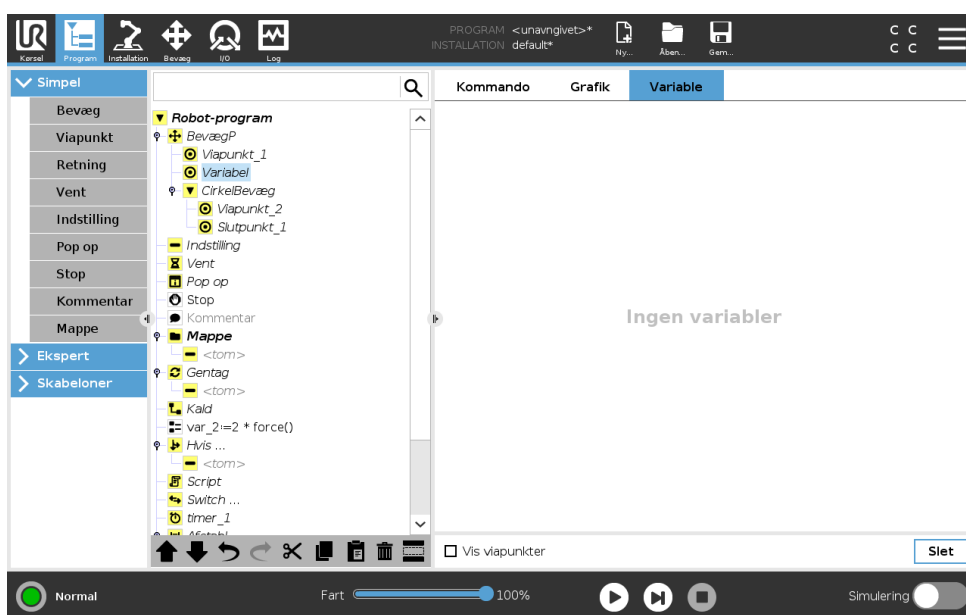 PROGRAM <unavngivet>*
INSTALLATION default*
Kørsel
Program
Installation
Bevæg
I/O
Log
Ny...
Åben...
Gem...
C C
C C
Simpel
Bevæg
Viapunkt
Retning
Vent
Indstilling
Pop op
Stop
Kommentar
Mappe
Ekspert
Skabeloner
Robot-program
BevægP
Viapunkt_1
Variabel
CirkelBevæg
Viapunkt_2
Slutpunkt_1
Indstilling
Vent
Pop op
Stop
Kommentar
Mappe
<tom>
Gentag
<tom>
Kald
var_2:=2 * force()
Hvis ...
<tom>
Script
Switch ...
timer_1
Kommando
Grafik
Variable
Ingen variabler
Vis viapunkter
Slet
Normal
Fart
100%
Simulering